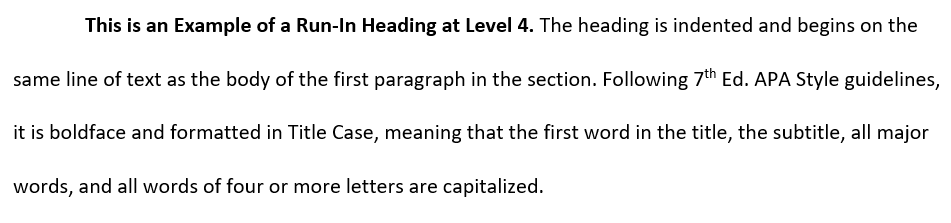 This is an Example of a Run-In Heading at Level 4. The heading is indented and begins on the
same line of text as the body of the first paragraph in the section. Following 7th Ed. APA Style guidelines,
it is boldface and formatted in Title Case, meaning that the first word in the title, the subtitle, all major
words, and all words of four or more letters are capitalized.